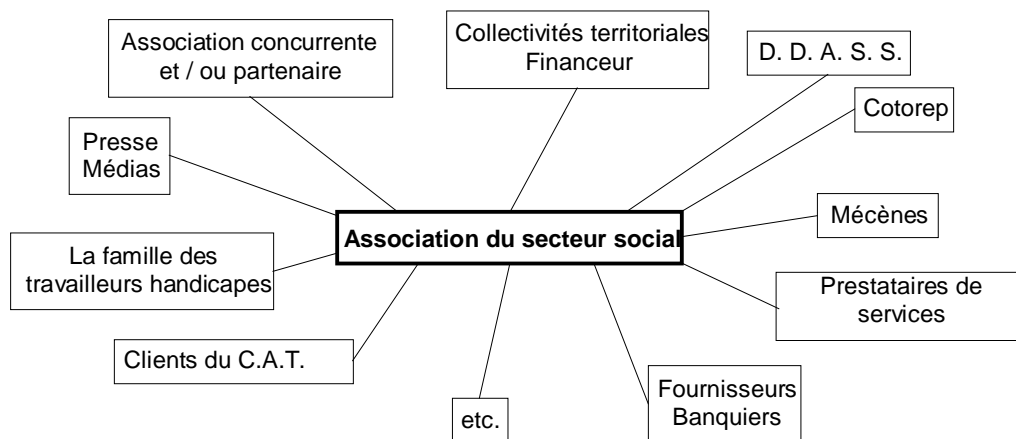 Association concurrente
et / ou partenaire
Collectivités territoriales
Financeur
D. D. A. S. S.
Cotorep
Presse
Médias
Mécènes
Association du secteur social
La famille des
travailleurs handicapes
Prestataires de
services
Clients du C.A.T.
Fournisseurs
Banquiers
etc.